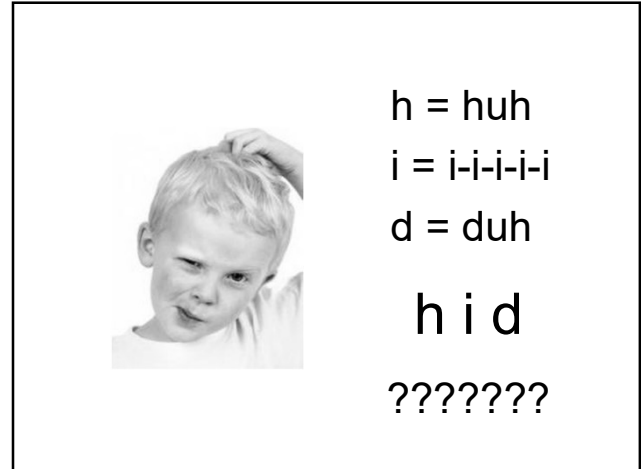 h = huh
i = i-i-i-i-i
d = duh
h i d
???????